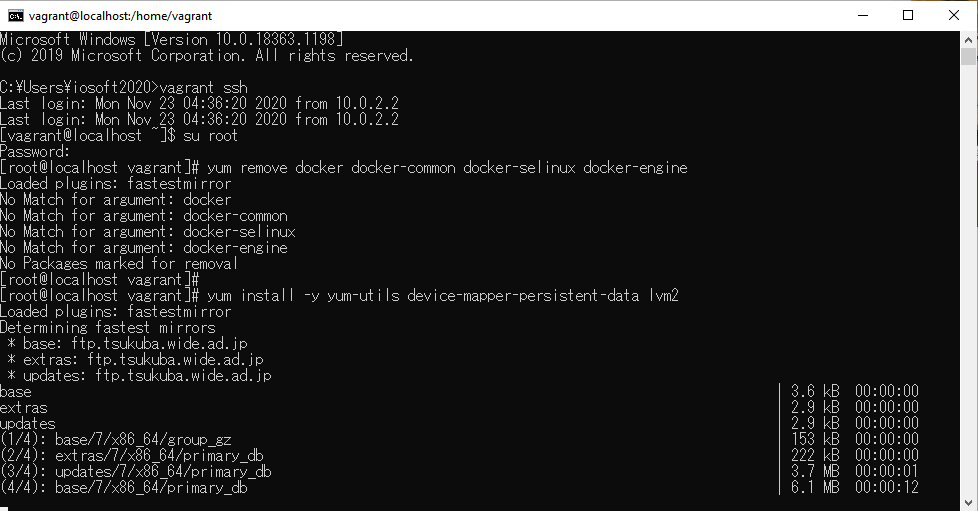 vagrant@localhost:/home/vagrant
Microsoft Windows [Version 10.0.18363.1198]
(c) 2019 Microsoft Corporation. All rights reserved.
C:¥Users¥iosoft2020>vagrant ssh
Last login: Mon Nov 23 04:36:20 2020 from 10.0.2.2
Last login: Mon Nov 23 04:36:20 2020 from 10.0.2.2
[vagrant@localhost ~]$ su root
Password:
[root@localhost vagrant]# yum remove docker docker-common docker-selinux docker-engine
Loaded plugins: fastestmirror
No Match for argument: docker
No Match for argument: docker-common
No Match for argument: docker-selinux
No Match for argument: docker-engine
No Packages marked for removal
[root@localhost vagrant]#
[root@localhost vagrant]# yum install -y yum-utils device-mapper-persistent-data lvm2
Loaded plugins: fastestmirror
Determining fastest mirrors
* base: ftp.tsukuba.wide.ad.jp
* extras: ftp.tsukuba.wide.ad.jp
* updates: ftp.tsukuba.wide.ad.jp
base | 3.6 kB 00:00:00
extras | 2.9 kB 00:00:00
updates | 2.9 kB 00:00:00
(1/4): base/7/x86_64/group_gz | 153 kB 00:00:00
(2/4): extras/7/x86_64/primary_db | 222 kB 00:00:00
(3/4): updates/7/x86_64/primary_db | 3.7 MB 00:00:01
(4/4): base/7/x86_64/primary_db | 6.1 MB 00:00:12